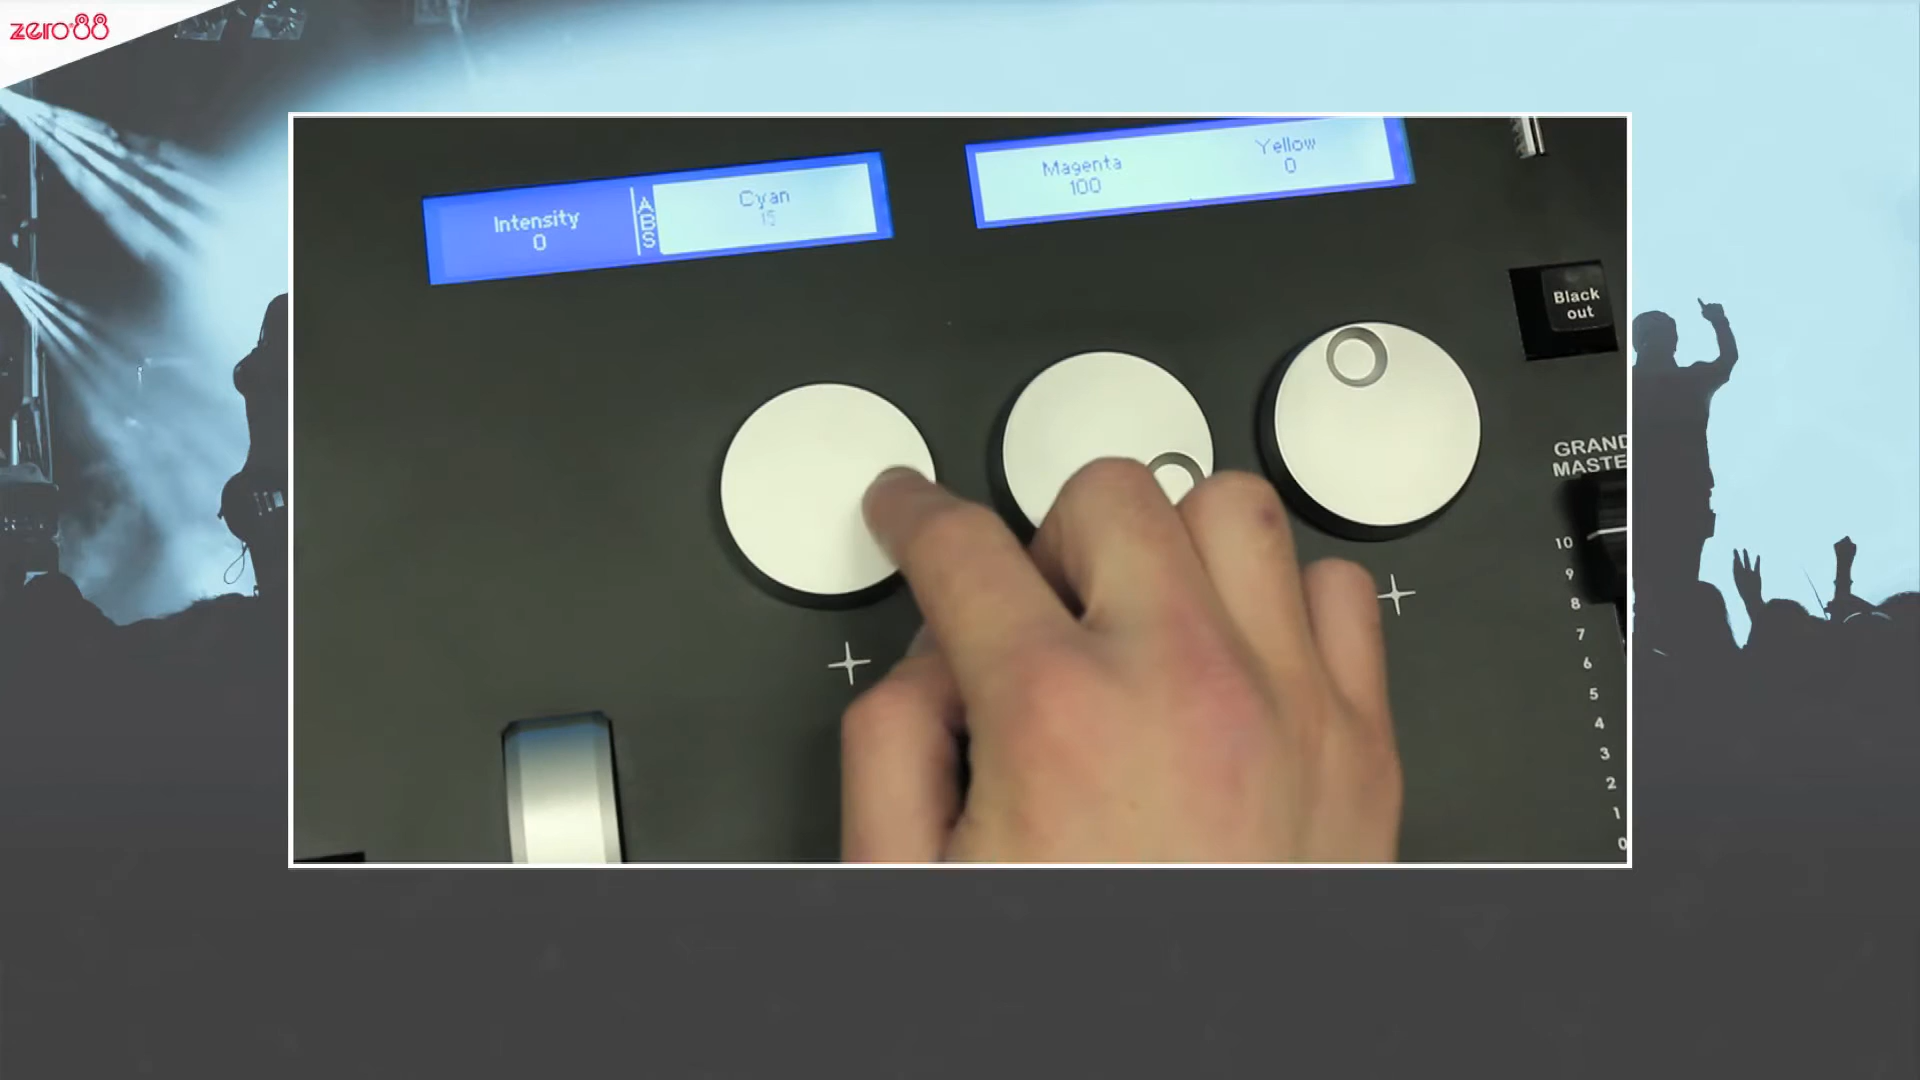 zero88
Intensity
0
ABS
Cyan
Magenta
100
Yellow
0
Black
out
GRAND
MASTE
10
9
8
7
6
5
4
3
2
1
0